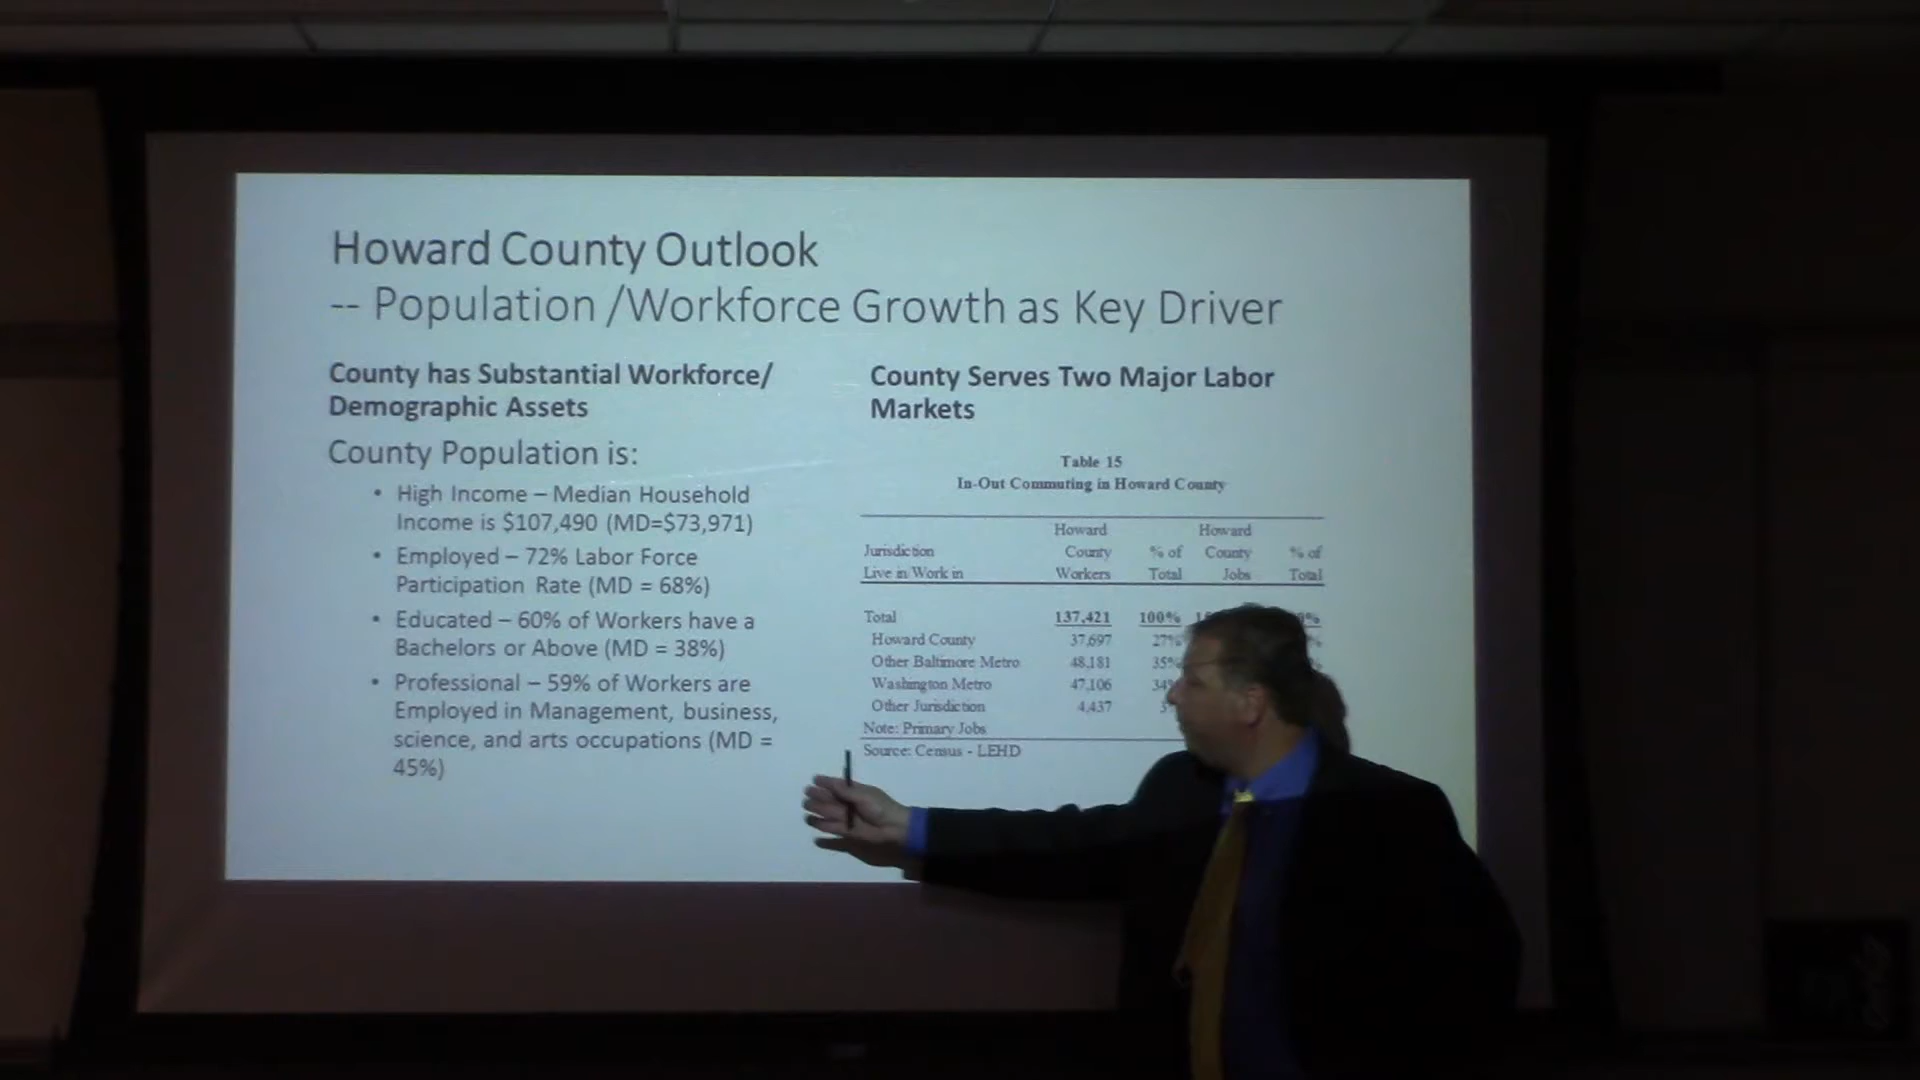 Howard County Outlook
-- Population /Workforce Growth as Key Driver
County has Substantial Workforce/
Demographic Assets
County Population is:
• High Income – Median Household
Income is $107,490 (MD=$73,971)
• Employed – 72% Labor Force
Participation Rate (MD = 68%)
• Educated – 60% of Workers have a
Bachelors or Above (MD = 38%)
• Professional – 59% of Workers are
Employed in Management, business,
science, and arts occupations (MD =
45%)
County Serves Two Major Labor
Markets
Table 15
In-Out Commuting in Howard County
Howard Howard
Jurisdiction County % of County % of
Live in/Work in Workers Total Jobs Total
Total 137,421 100%
Howard County 37,697 27%
Other Baltimore Metro 48,181 35%
Washington Metro 47,106 34%
Other Jurisdiction 4,437
Note: Primary Jobs
Source: Census - LEHD